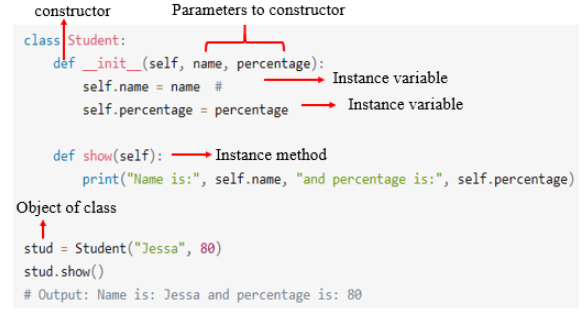 constructor
Parameters to constructor
class Student:
def __init__(self, name, percentage):
self.name = name #
Instance variable
self.percentage = percentage
Instance variable
def show(self):
Instance method
print("Name is:", self.name, "and percentage is:", self.percentage)
Object of class
stud = Student("Jessa", 80)
stud.show()
# Output: Name is: Jessa and percentage is: 80